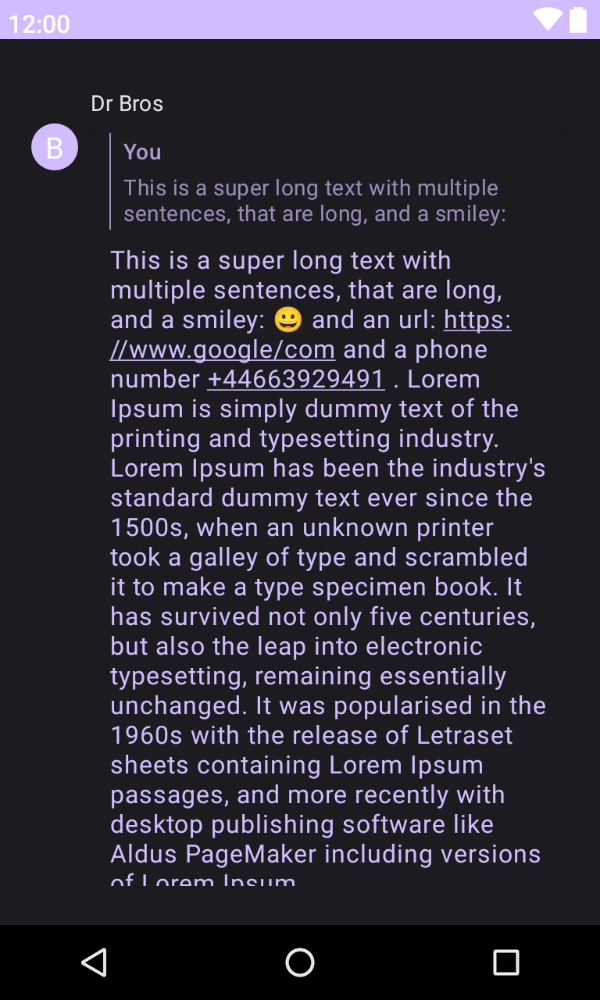 12:00
Dr Bros
B
You
This is a super long text with multiple
sentences, that are long, and a smiley:
This is a super long text with
multiple sentences, that are long,
and a smiley: 😀 and an url: https:
//www.google/com and a phone
number +44663929491 . Lorem
Ipsum is simply dummy text of the
printing and typesetting industry.
Lorem Ipsum has been the industry's
standard dummy text ever since the
1500s, when an unknown printer
took a galley of type and scrambled
it to make a type specimen book. It
has survived not only five centuries,
but also the leap into electronic
typesetting, remaining essentially
unchanged. It was popularised in the
1960s with the release of Letraset
sheets containing Lorem Ipsum
passages, and more recently with
desktop publishing software like
Aldus PageMaker including versions
of Lorem Ipsum